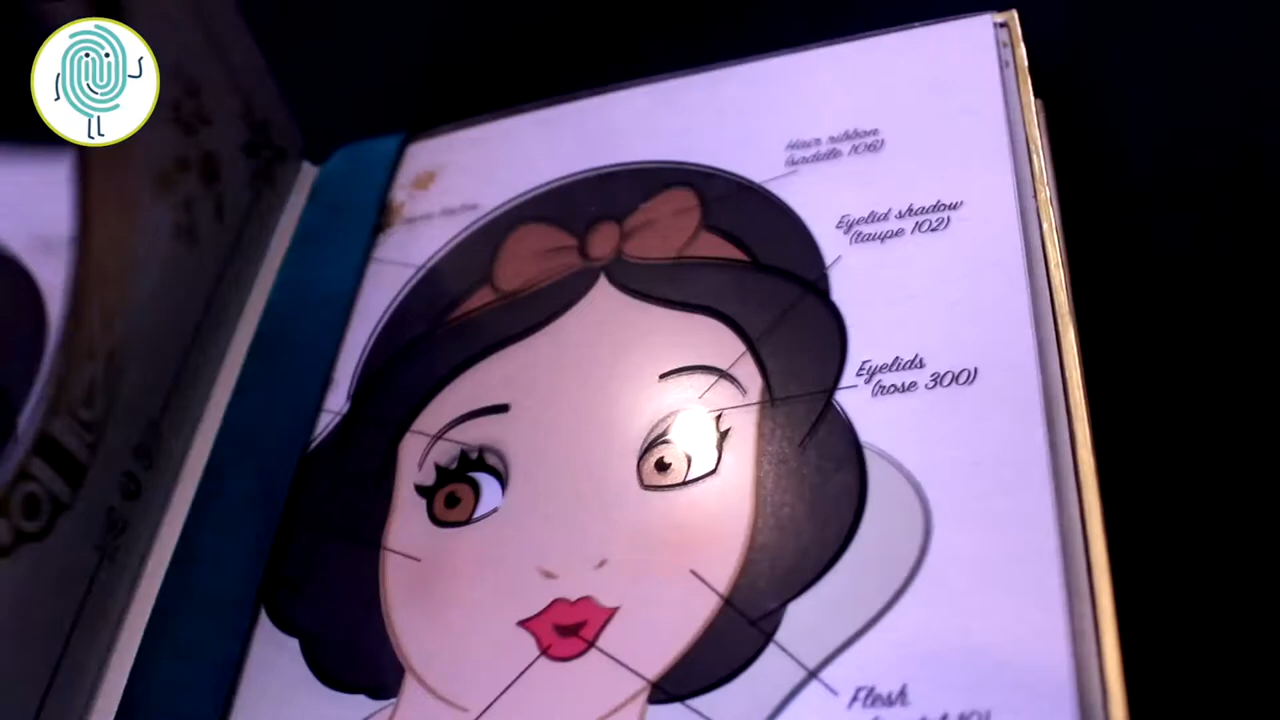 Hair ribbon
(saddle 106)
Eyelid shadow
(taupe 102)
Eyelids
(rose 300)
Flesh